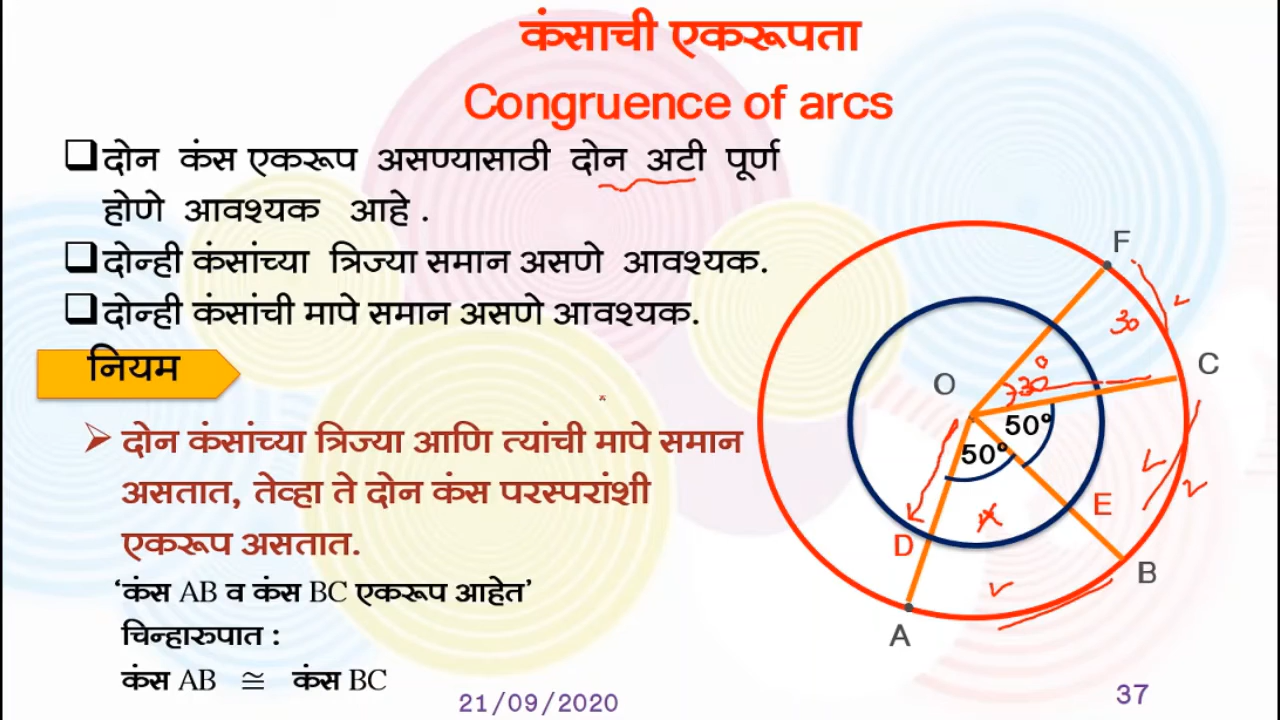 कंसाची एकरूपता
Congruence of arcs
दोन कंस एकरूप असण्यासाठी दोन अटी पूर्ण
होणे आवश्यक आहे .
दोन्ही कंसांच्या त्रिज्या समान असणे आवश्यक.
दोन्ही कंसांची मापे समान असणे आवश्यक.
नियम
दोन कंसांच्या त्रिज्या आणि त्यांची मापे समान
असतात, तेव्हा ते दोन कंस परस्परांशी
एकरूप असतात.
‘कंस AB व कंस BC एकरूप आहेत’
चिन्हारुपात :
कंस AB ≅ कंस BC
F
30
C
O
30°
50°
50°
E
D
B
A
21/09/2020
37